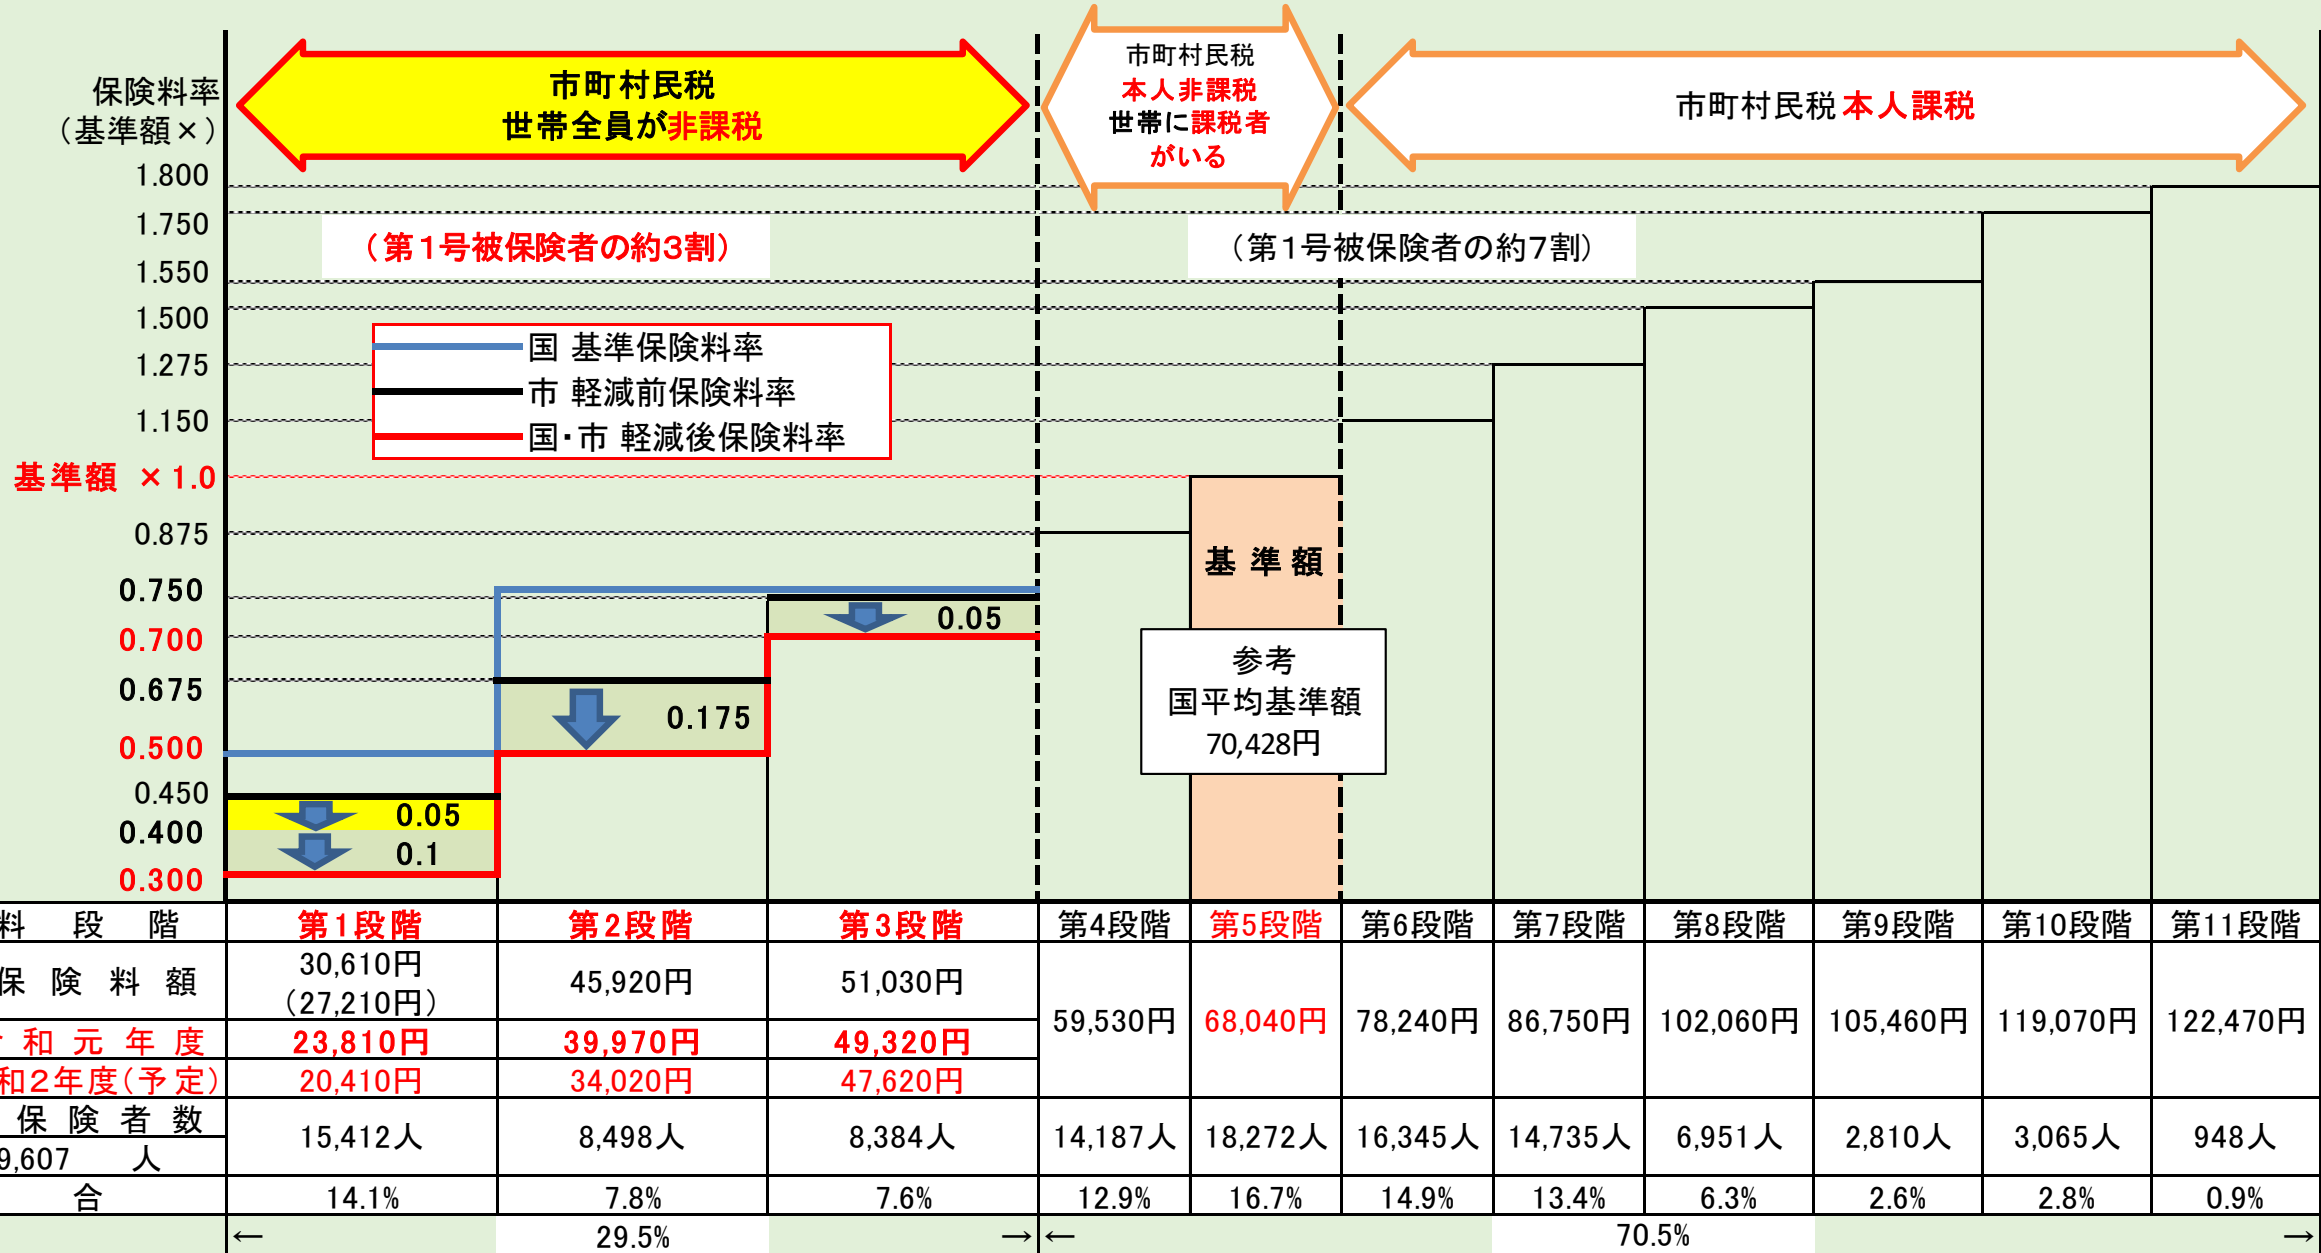 市町村民税
世帯全員が非課税
市町村民税
本人非課税
世帯に課税者
がいる
市町村民税 本人課税
保険料率
（基準額×）
1.800
1.750
1.550
1.500
1.275
1.150
基準額 ×1.0
0.875
0.750
0.700
0.675
0.500
0.450
0.400
0.300
（第１号被保険者の約３割）
（第１号被保険者の約７割）
国 基準保険料率
市 軽減前保険料率
国・市 軽減後保険料率
基 準 額
参考
国平均基準額
70,428円
0.05
0.175
0.05
0.1
料 段 階 第１段階 第２段階 第３段階 第4段階 第5段階 第6段階 第7段階 第8段階 第9段階 第10段階 第11段階
保 険 料 額 30,610円 （27,210円） 45,920円 51,030円 59,530円 68,040円 78,240円 86,750円 102,060円 105,460円 119,070円 122,470円
和 元 年 度 23,810円 39,970円 49,320円
和２年度（予定） 20,410円 34,020円 47,620円
保 険 者 数 15,412人 8,498人 8,384人 14,187人 18,272人 16,345人 14,735人 6,951人 2,810人 3,065人 948人
9,607 人
合 14.1% 7.8% 7.6% 12.9% 16.7% 14.9% 13.4% 6.3% 2.6% 2.8% 0.9%
← 29.5% → ← 70.5% →